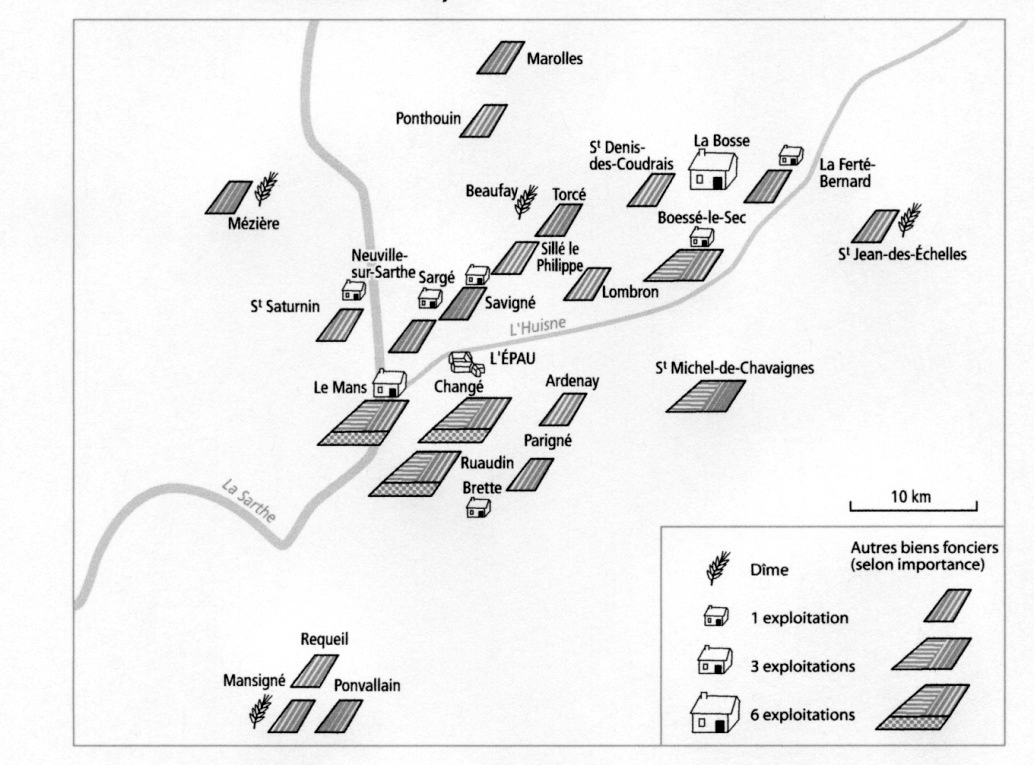 Marolles
Ponthouin
St Denis-
des-Coudrais
La Bosse
La Ferté-
Bernard
Mézière
Beaufay
Torcé
Boessé-le-Sec
St Jean-des-Échelles
Neuville-
sur-Sarthe
Sargé
Sillé le
Philippe
Lombron
St Saturnin
Savigné
L'Huisne
L'ÉPAU
Le Mans
Changé
Ardenay
St Michel-de-Chavaignes
Parigné
Ruaudin
Brette
La Sarthe
10 km
Requeil
Mansigné
Ponvallain
Autres biens fonciers
(selon importance)
Dîme
1 exploitation
3 exploitations
6 exploitations